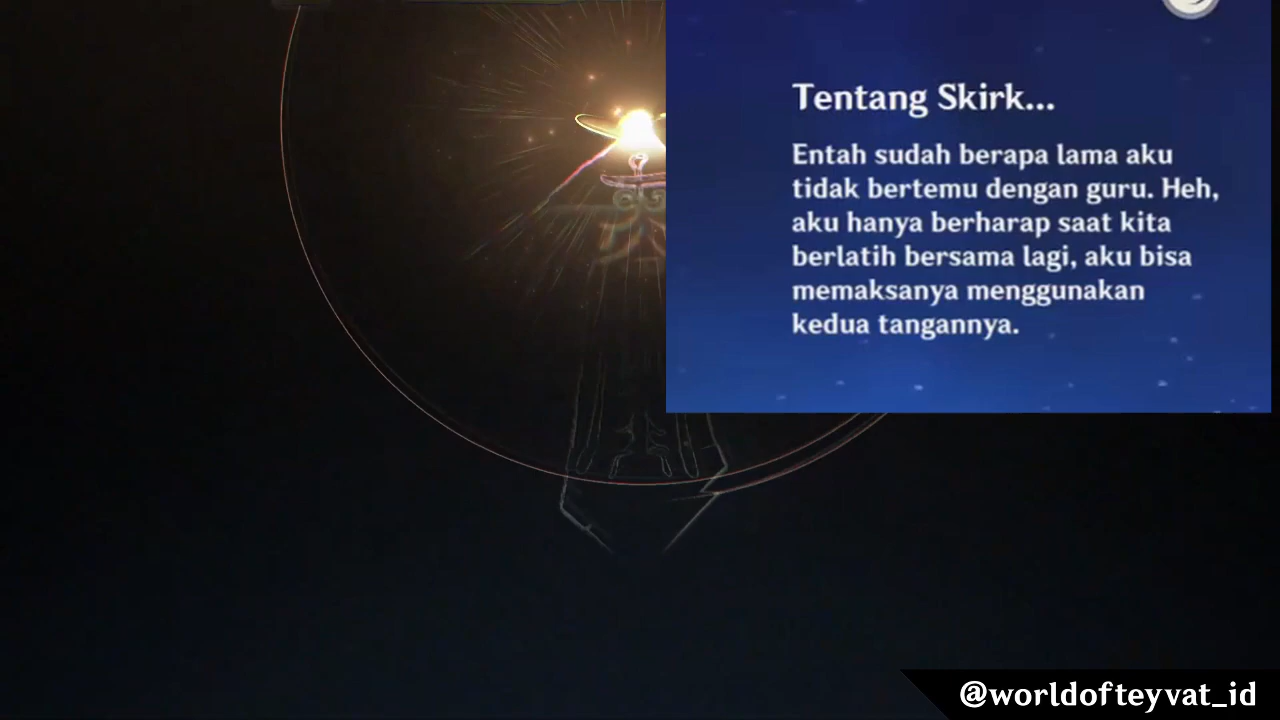 Tentang Skirk...
Entah sudah berapa lama aku
tidak bertemu dengan guru. Heh,
aku hanya berharap saat kita
berlatih bersama lagi, aku bisa
memaksanya menggunakan
kedua tangannya.
@worldofteyvat_id